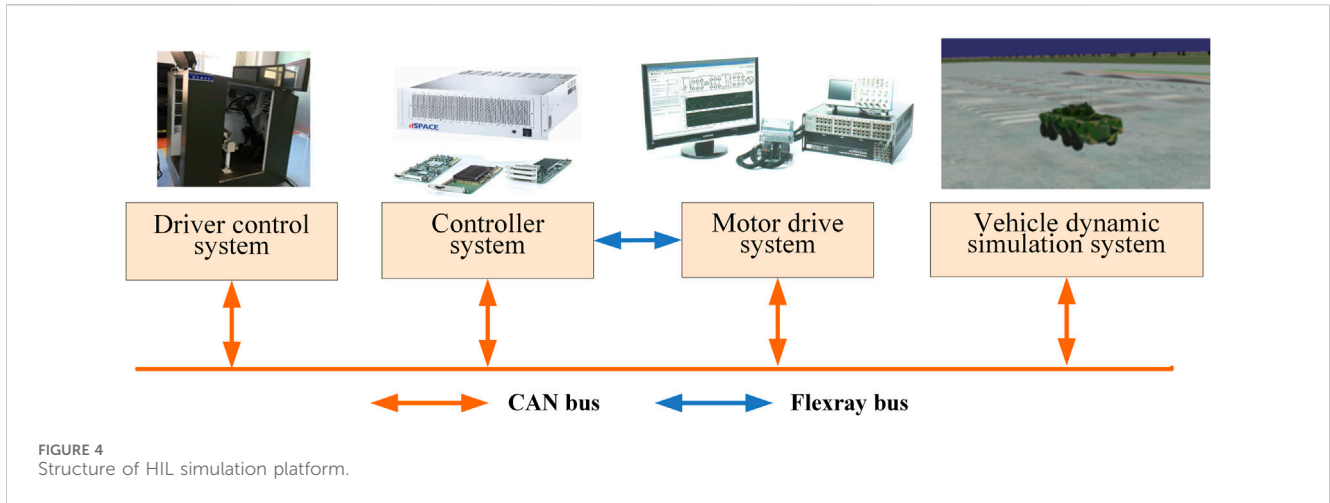 dSPACE
Driver control
system
Controller
system
Motor drive
system
Vehicle dynamic
simulation system
CAN bus
Flexray bus
FIGURE 4
Structure of HIL simulation platform.